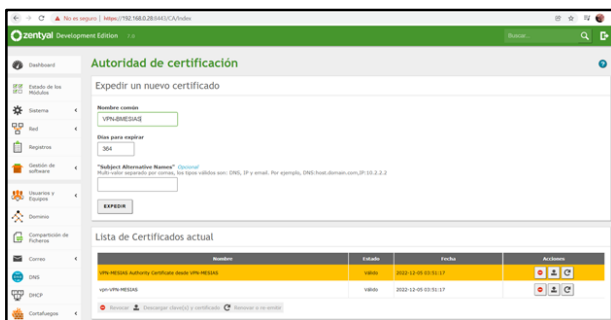 No es seguro | https://192.168.0.28:8443/CA/Index
zentyal Development Edition 7.0
Buscar...
Dashboard
Estado de los Módulos
Sistema
Red
Registros
Gestión de software
Usuarios y Equipos
Dominio
Compartición de Ficheros
Correo
DNS
DHCP
Cortafuegos
Autoridad de certificación
Expedir un nuevo certificado
Nombre común
VPN-BMESIAS
Días para expirar
364
"Subject Alternative Names" Opcional
Multi-valor separado por comas, los tipos válidos son: DNS, IP y email. Por ejemplo, DNS:host.domain.com,IP:10.2.2.2
EXPEDIR
Lista de Certificados actual
Nombre Estado Fecha Acciones
VPN-MESIAS Authority Certificate desde VPN-MESIAS Válido 2022-12-05 03:51:17
vpn-VPN-MESIAS Válido 2022-12-05 03:51:17
Revocar Descargar clave(s) y certificado Renovar o re-emitir